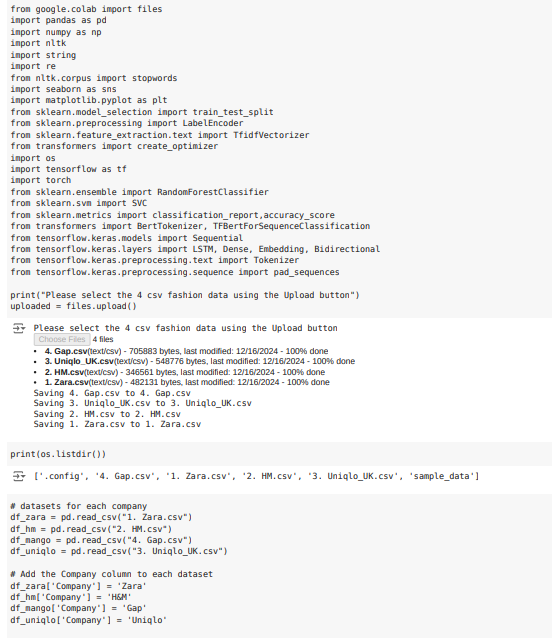 from google.colab import files
import pandas as pd
import numpy as np
import nltk
import string
import re
from nltk.corpus import stopwords
import seaborn as sns
import matplotlib.pyplot as plt
from sklearn.model_selection import train_test_split
from sklearn.preprocessing import LabelEncoder
from sklearn.feature_extraction.text import TfidfVectorizer
from transformers import create_optimizer
import os
import tensorflow as tf
import torch
from sklearn.ensemble import RandomForestClassifier
from sklearn.svm import SVC
from sklearn.metrics import classification_report,accuracy_score
from transformers import BertTokenizer, TFBertForSequenceClassification
from tensorflow.keras.models import Sequential
from tensorflow.keras.layers import LSTM, Dense, Embedding, Bidirectional
from tensorflow.keras.preprocessing.text import Tokenizer
from tensorflow.keras.preprocessing.sequence import pad_sequences
print("Please select the 4 csv fashion data using the Upload button")
uploaded = files.upload()
Please select the 4 csv fashion data using the Upload button
Choose Files 4 files
• 4. Gap.csv(text/csv) - 705883 bytes, last modified: 12/16/2024 - 100% done
• 3. Uniqlo_UK.csv(text/csv) - 548776 bytes, last modified: 12/16/2024 - 100% done
• 2. HM.csv(text/csv) - 346561 bytes, last modified: 12/16/2024 - 100% done
• 1. Zara.csv(text/csv) - 482131 bytes, last modified: 12/16/2024 - 100% done
Saving 4. Gap.csv to 4. Gap.csv
Saving 3. Uniqlo_UK.csv to 3. Uniqlo_UK.csv
Saving 2. HM.csv to 2. HM.csv
Saving 1. Zara.csv to 1. Zara.csv
print(os.listdir())
['.config', '4. Gap.csv', '1. Zara.csv', '2. HM.csv', '3. Uniqlo_UK.csv', 'sample_data']
# datasets for each company
df_zara = pd.read_csv("1. Zara.csv")
df_hm = pd.read_csv("2. HM.csv")
df_mango = pd.read_csv("4. Gap.csv")
df_uniqlo = pd.read_csv("3. Uniqlo_UK.csv")
# Add the Company column to each dataset
df_zara['Company'] = 'Zara'
df_hm['Company'] = 'H&M'
df_mango['Company'] = 'Gap'
df_uniqlo['Company'] = 'Uniqlo'